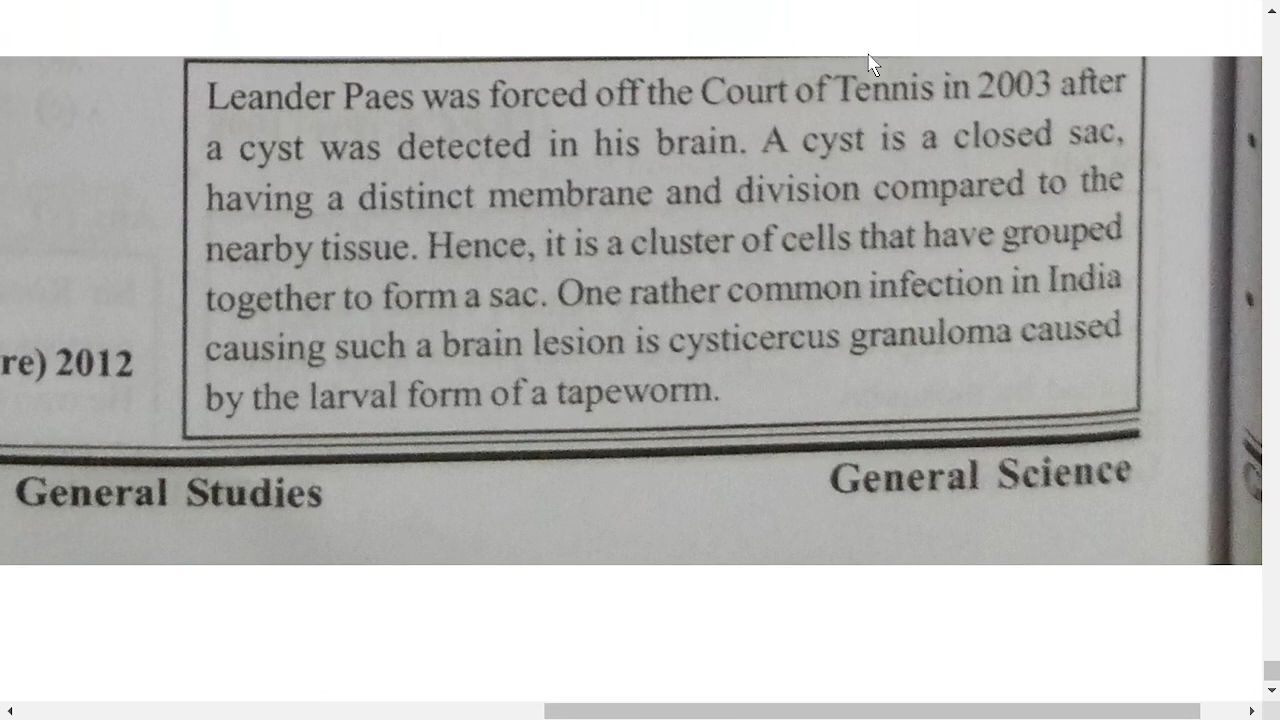 Leander Paes was forced off the Court of Tennis in 2003 after
a cyst was detected in his brain. A cyst is a closed sac,
having a distinct membrane and division compared to the
nearby tissue. Hence, it is a cluster of cells that have grouped
together to form a sac. One rather common infection in India
causing such a brain lesion is cysticercus granuloma caused
re) 2012
by the larval form of a tapeworm.
General Studies
General Science